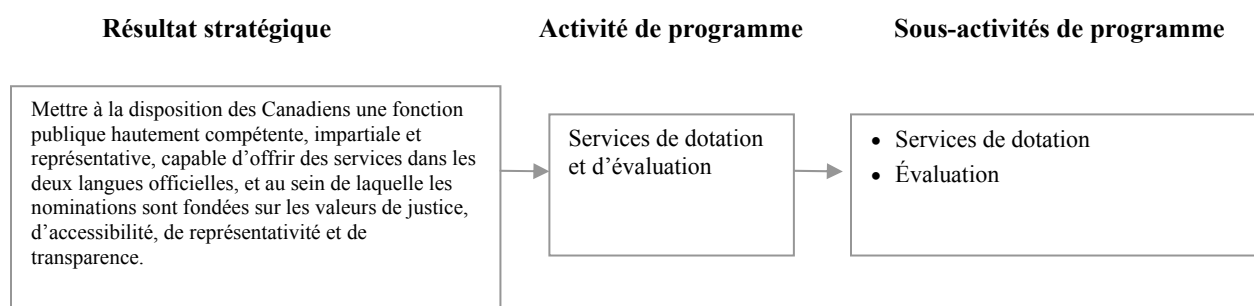 Résultat stratégique
Activité de programme
Sous-activités de programme
Mettre à la disposition des Canadiens une fonction
publique hautement compétente, impartiale et
représentative, capable d’offrir des services dans les
deux langues officielles, et au sein de laquelle les
nominations sont fondées sur les valeurs de justice,
d’accessibilité, de représentativité et de
transparence.
Services de dotation
et d’évaluation
• Services de dotation
• Évaluation